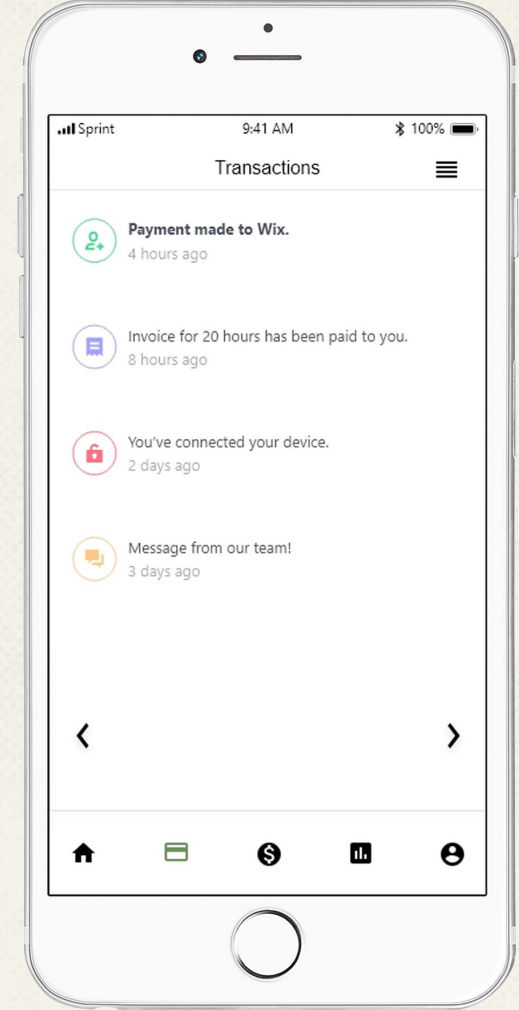 Sprint
9:41 AM
100%
Transactions
Payment made to Wix.
4 hours ago
Invoice for 20 hours has been paid to you.
8 hours ago
You've connected your device.
2 days ago
Message from our team!
3 days ago